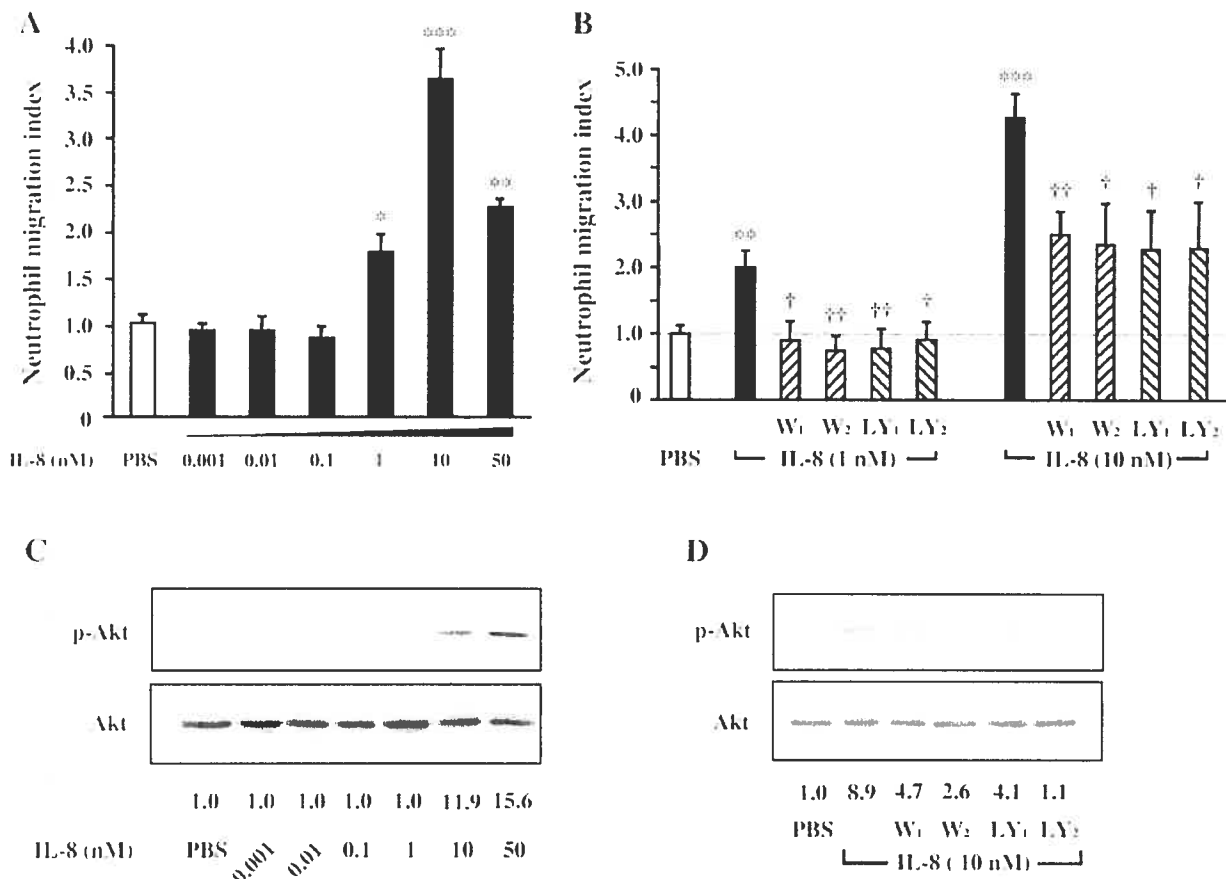 A
Neutrophil migration index
4.0
3.5
3.0
2.5
2.0
1.5
1.0
0.5
0
*
***
**
IL-8 (nM) PBS 0.001 0.01 0.1 1 10 50
B
Neutrophil migration index
5.0
4.0
3.0
2.0
1.0
0
** † †† †† †
*** †† † † †
W1 W2 LY1 LY2 W1 W2 LY1 LY2
PBS IL-8 (1 nM) IL-8 (10 nM)
C
p-Akt
Akt
1.0 1.0 1.0 1.0 1.0 11.9 15.6
IL-8 (nM) PBS 0.001 0.01 0.1 1 10 50
D
p-Akt
Akt
1.0 8.9 4.7 2.6 4.1 1.1
PBS W1 W2 LY1 LY2
IL-8 (10 nM)